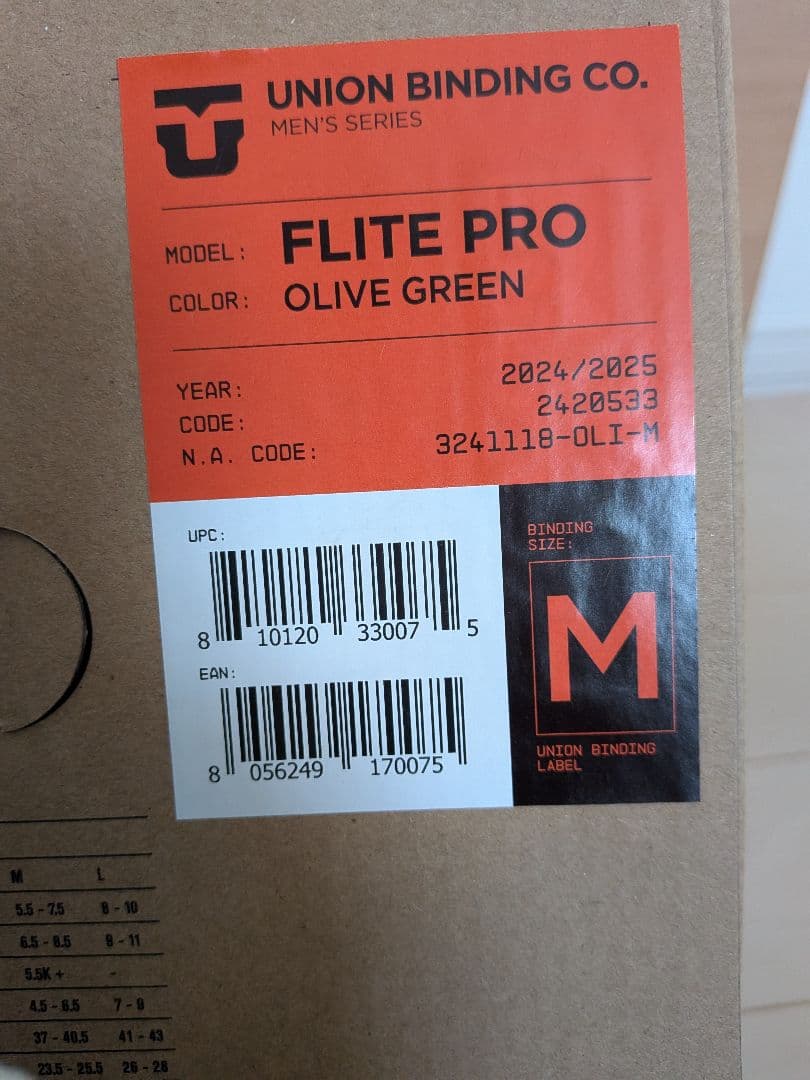 UNION BINDING CO.
MEN'S SERIES
MODEL: FLITE PRO
COLOR: OLIVE GREEN
YEAR: 2024/2025
CODE: 2420533
N.A. CODE: 3241118-OLI-M
UPC:
8 10120 33007 5
EAN:
8 056249 170075
BINDING
SIZE:
M
UNION BINDING
LABEL
M L
5.5 - 7.5 8 - 10
6.5 - 8.5 9 - 11
5.5K + -
4.5 - 6.5 7 - 9
37 - 40.5 41 - 43
23.5 - 25.5 26 - 28